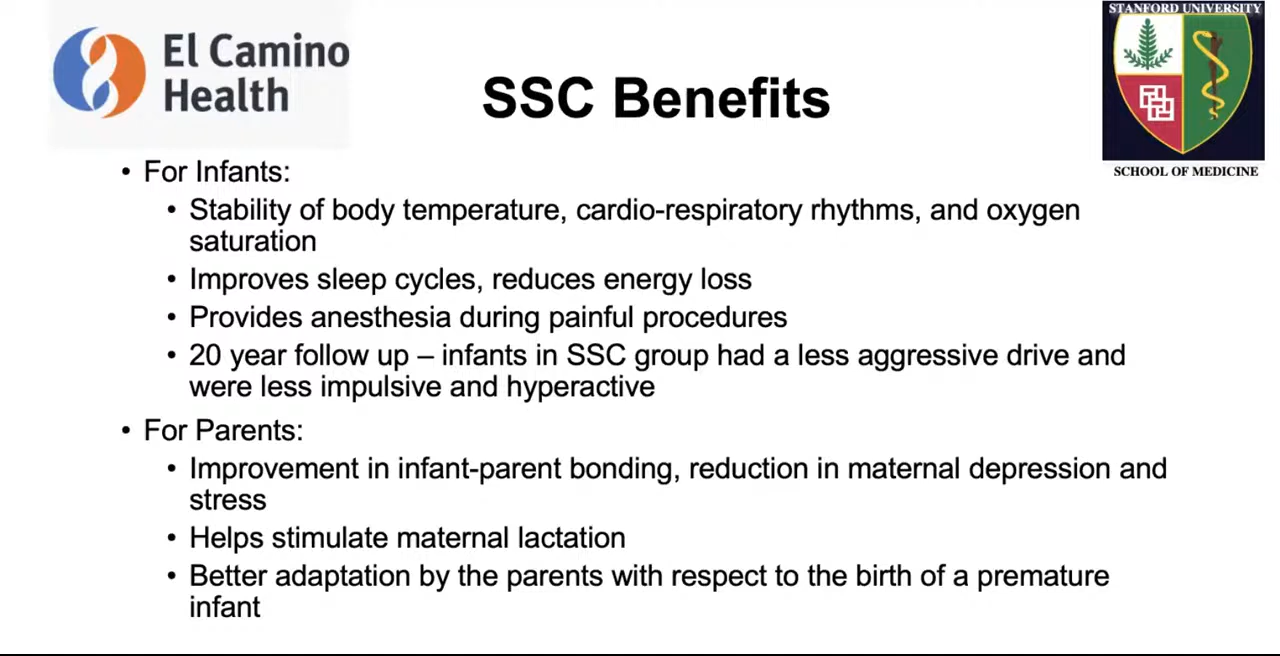 El Camino
Health
STANFORD UNIVERSITY
SCHOOL OF MEDICINE
SSC Benefits
• For Infants:
• Stability of body temperature, cardio-respiratory rhythms, and oxygen
saturation
• Improves sleep cycles, reduces energy loss
• Provides anesthesia during painful procedures
• 20 year follow up – infants in SSC group had a less aggressive drive and
were less impulsive and hyperactive
• For Parents:
• Improvement in infant-parent bonding, reduction in maternal depression and
stress
• Helps stimulate maternal lactation
• Better adaptation by the parents with respect to the birth of a premature
infant